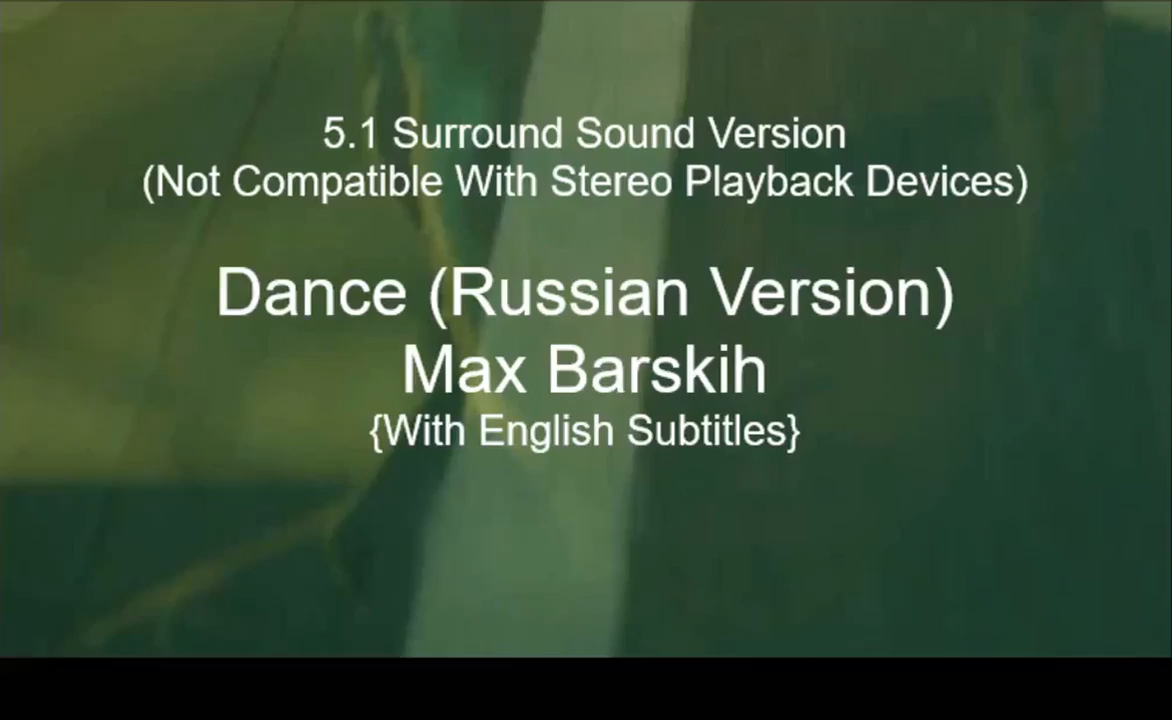 5.1 Surround Sound Version
(Not Compatible With Stereo Playback Devices)
Dance (Russian Version)
Max Barskih
{With English Subtitles}